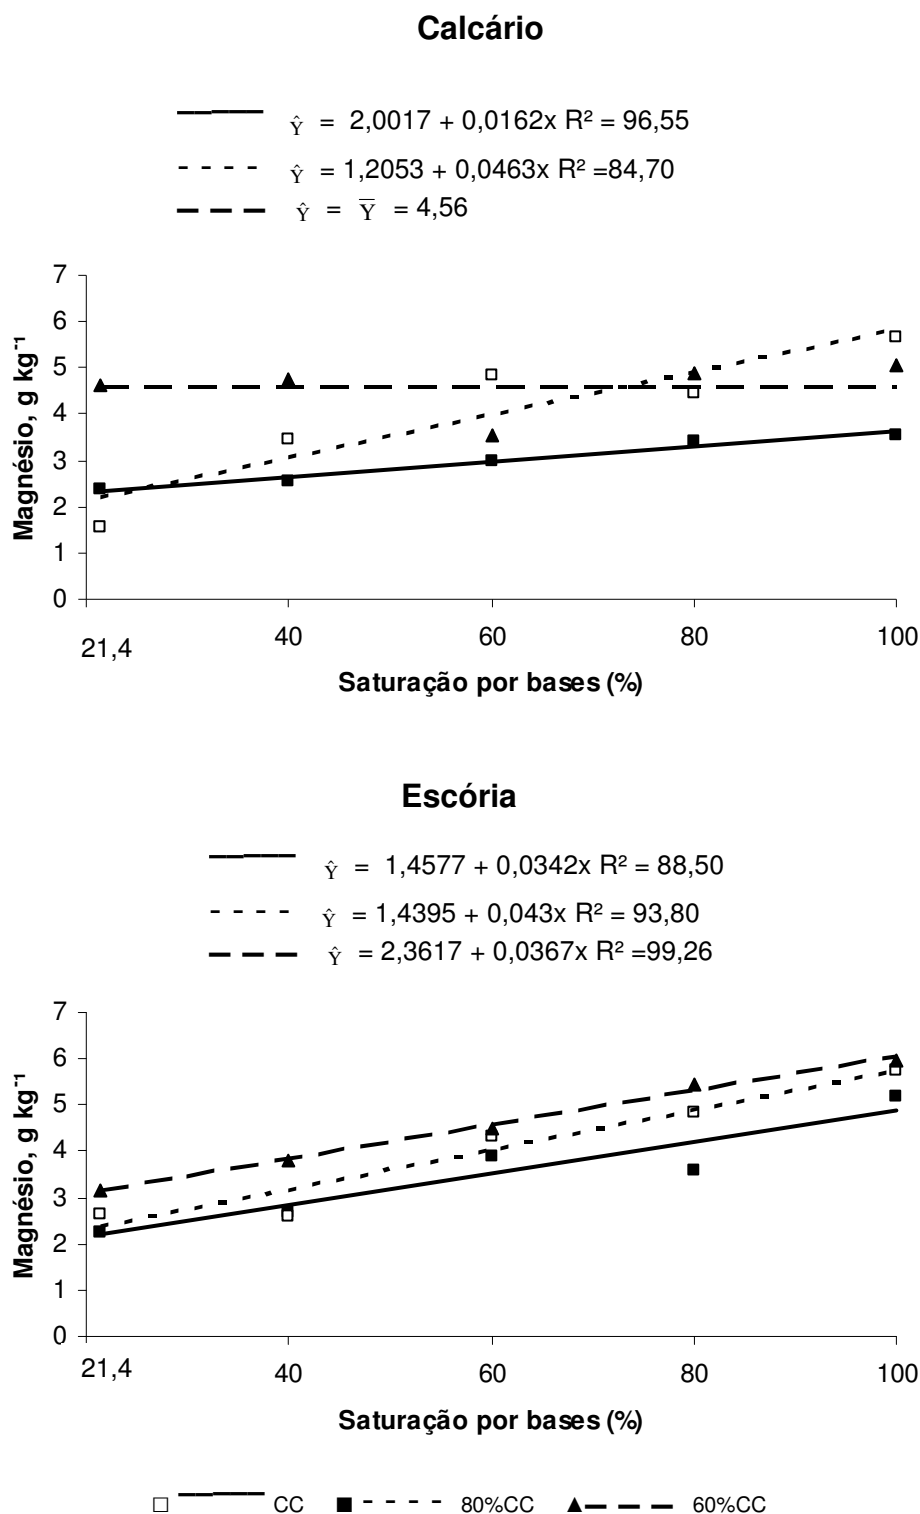 Calcário
Ŷ = 2,0017 + 0,0162x R² = 96,55
Ŷ = 1,2053 + 0,0463x R² =84,70
Ŷ = Y̅ = 4,56
7
6
5
4
3
2
1
0
Magnésio, g kg⁻¹
21,4 40 60 80 100
Saturação por bases (%)
Escória
Ŷ = 1,4577 + 0,0342x R² = 88,50
Ŷ = 1,4395 + 0,043x R² = 93,80
Ŷ = 2,3617 + 0,0367x R² =99,26
7
6
5
4
3
2
1
0
Magnésio, g kg⁻¹
21,4 40 60 80 100
Saturação por bases (%)
CC 80%CC 60%CC